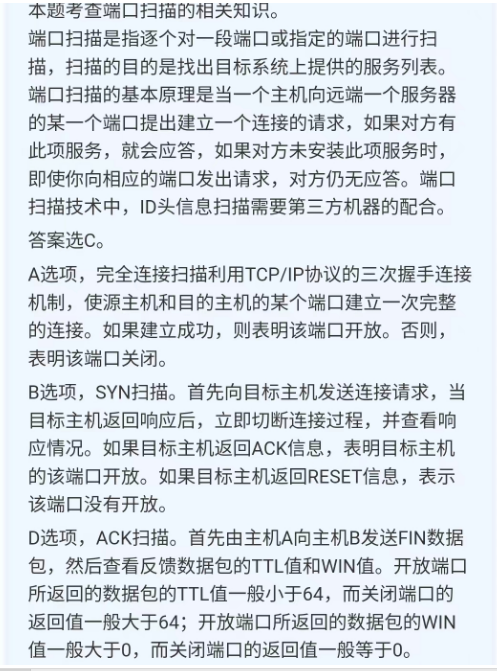 本题考查端口扫描的相关知识。
端口扫描是指逐个对一段端口或指定的端口进行扫
描，扫描的目的是找出目标系统上提供的服务列表。
端口扫描的基本原理是当一个主机向远端一个服务器
的某一个端口提出建立一个连接的请求，如果对方有
此项服务，就会应答，如果对方未安装此项服务时，
即使你向相应的端口发出请求，对方仍无应答。端口
扫描技术中，ID头信息扫描需要第三方机器的配合。
答案选C。
A选项，完全连接扫描利用TCP/IP协议的三次握手连接
机制，使源主机和目的主机的某个端口建立一次完整
的连接。如果建立成功，则表明该端口开放。否则，
表明该端口关闭。
B选项，SYN扫描。首先向目标主机发送连接请求，当
目标主机返回响应后，立即切断连接过程，并查看响
应情况。如果目标主机返回ACK信息，表明目标主机
的该端口开放。如果目标主机返回RESET信息，表示
该端口没有开放。
D选项，ACK扫描。首先由主机A向主机B发送FIN数据
包，然后查看反馈数据包的TTL值和WIN值。开放端口
所返回的数据包的TTL值一般小于64，而关闭端口的
返回值一般大于64；开放端口所返回的数据包的WIN
值一般大于0，而关闭端口的返回值一般等于0。